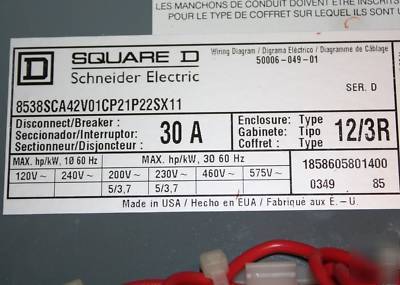 LES MANCHONS DE CONDUIT DOIVENT ÊTRE INSCRITS
POUR LE TYPE DE COFFRET SUR LEQUEL ILS SONT
SQUARE D
Schneider Electric
Wiring Diagram / Digrama Eléctrico / Diagramme de Câblage
50006-049-01
SER. D
8538SCA42V01CP21P22SX11
Disconnect/Breaker :
Seccionador/Interruptor:
Sectionneur/Disjoncteur :
30 A
Enclosure: Type
Gabinete: Tipo
Coffret : Type
12/3R
MAX. hp/kW, 1Ø 60 Hz
MAX. hp/kW, 3Ø 60 HZ
120V~ 240V~ 200V~ 230V~ 460V~ 575V~
5/3,7 5/3,7
1858605801400
0349 85
Made in USA / Hecho en EUA / Fabriqué aux E. - U.